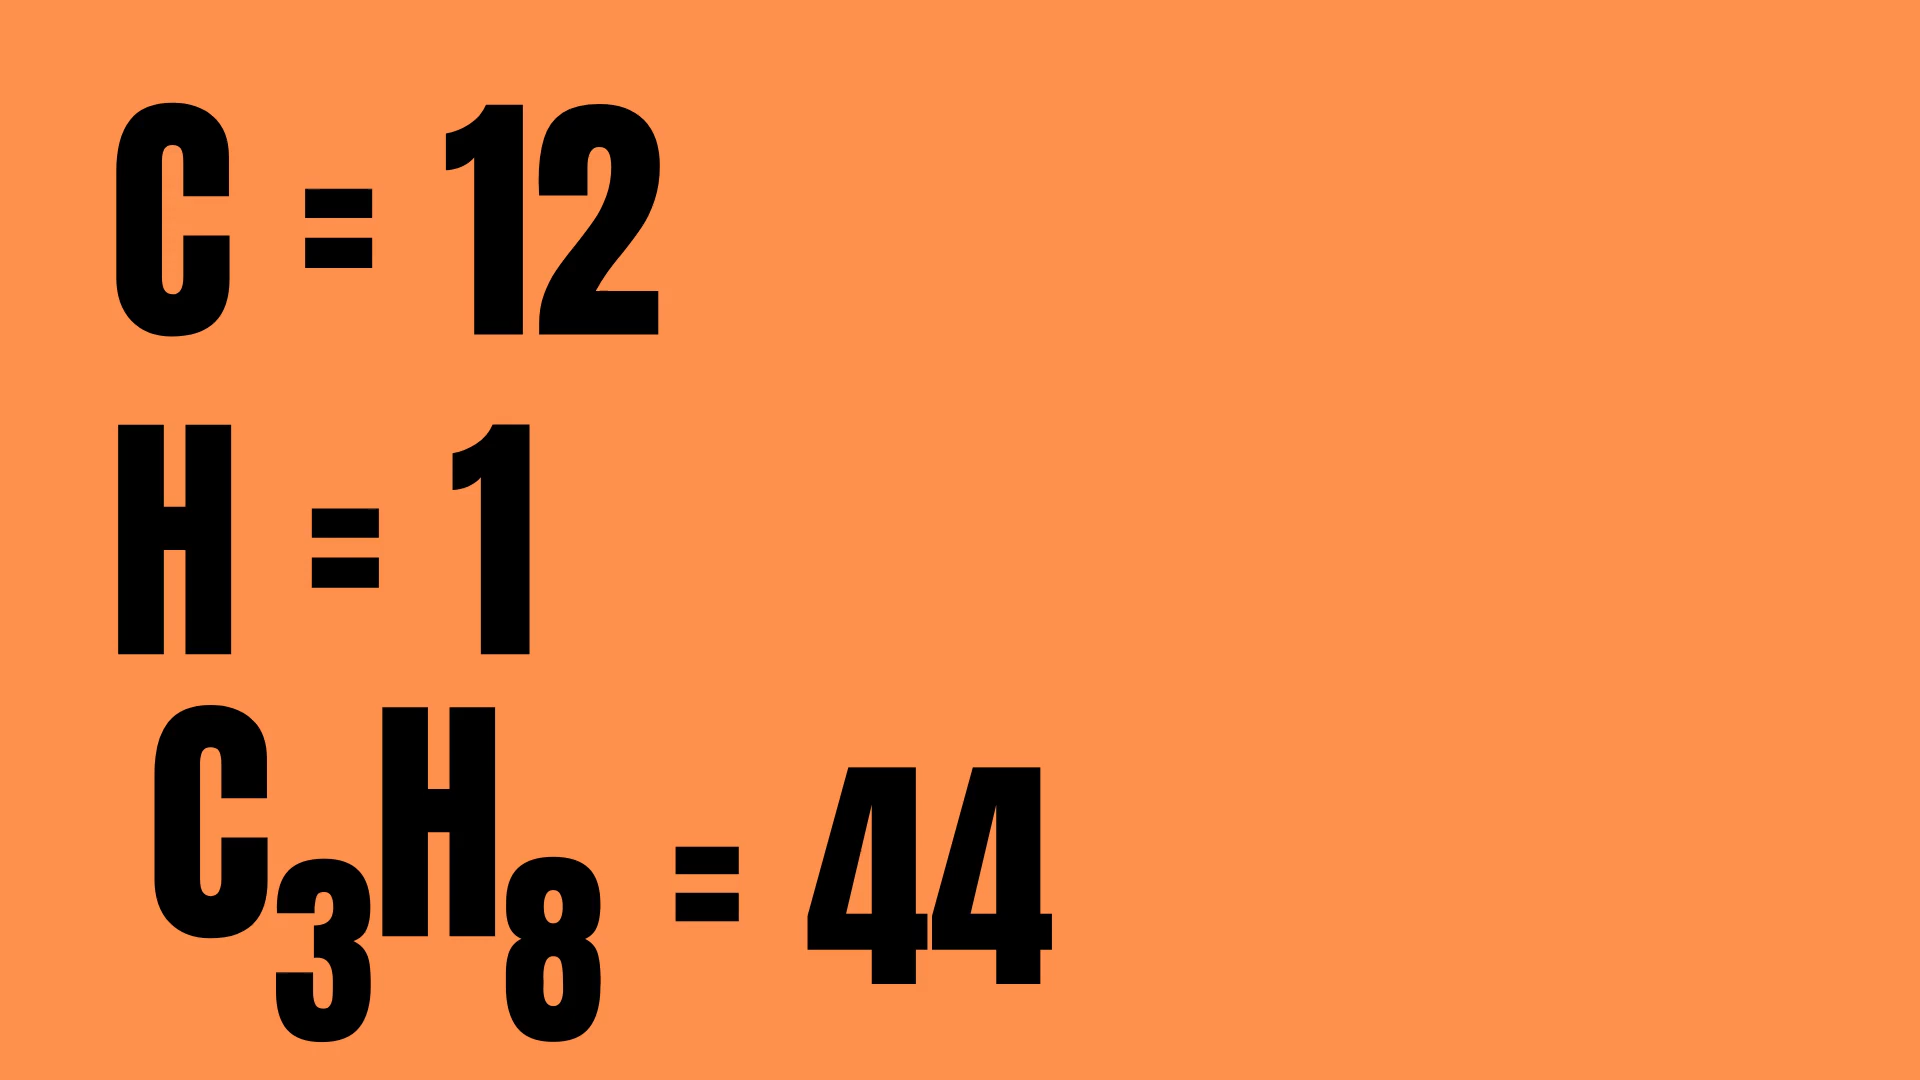 C = 12
H = 1
C₃H₈ = 44